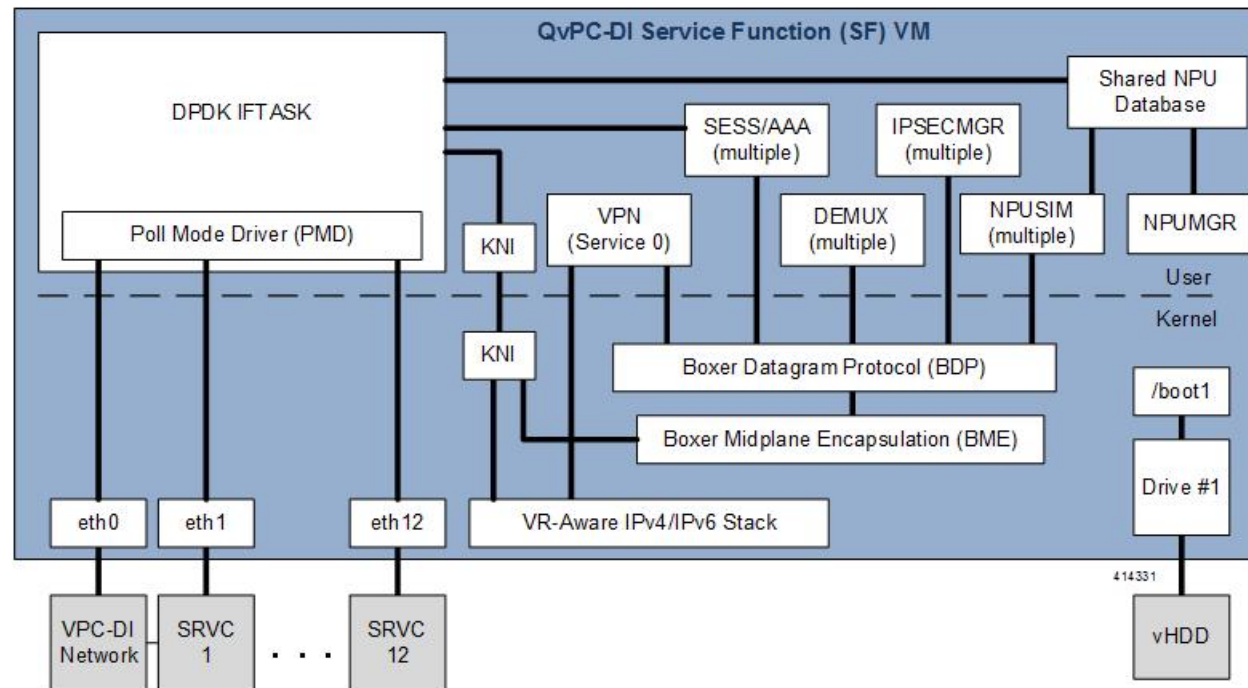 QvPC-DI Service Function (SF) VM
DPDK IFTASK
Shared NPU
Database
SESS/AAA
(multiple)
IPSECMGR
(multiple)
Poll Mode Driver (PMD)
KNI
VPN
(Service 0)
DEMUX
(multiple)
NPUSIM
(multiple)
NPUMGR
User
Kernel
KNI
Boxer Datagram Protocol (BDP)
/boot1
Boxer Midplane Encapsulation (BME)
Drive #1
eth0
eth1
eth12
VR-Aware IPv4/IPv6 Stack
414331
VPC-DI
Network
SRVC
1
. . .
SRVC
12
vHDD